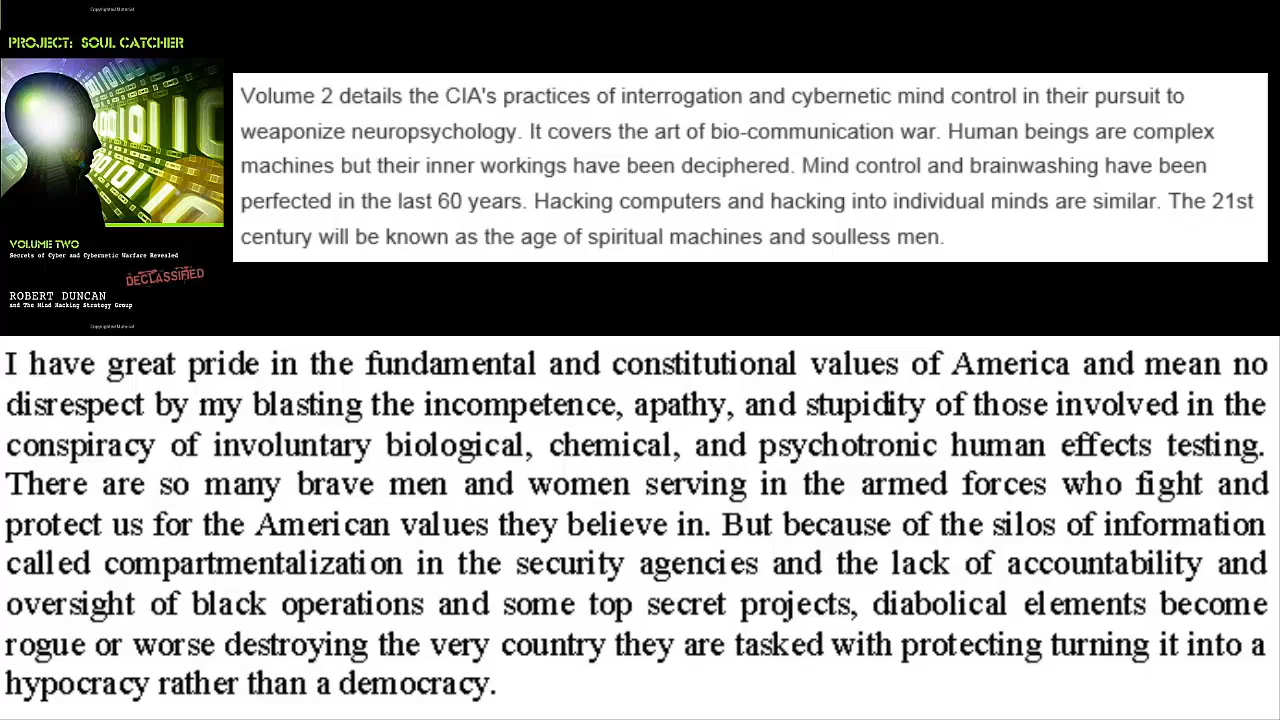 Copyrighted Material
PROJECT: SOUL CATCHER
VOLUME TWO
Secrets of Cyber and Cybernetic Warfare Revealed
DECLASSIFIED
ROBERT DUNCAN
and The Mind Hacking Strategy Group
Copyrighted Material
Volume 2 details the CIA's practices of interrogation and cybernetic mind control in their pursuit to
weaponize neuropsychology. It covers the art of bio-communication war. Human beings are complex
machines but their inner workings have been deciphered. Mind control and brainwashing have been
perfected in the last 60 years. Hacking computers and hacking into individual minds are similar. The 21st
century will be known as the age of spiritual machines and soulless men.
I have great pride in the fundamental and constitutional values of America and mean no
disrespect by my blasting the incompetence, apathy, and stupidity of those involved in the
conspiracy of involuntary biological, chemical, and psychotronic human effects testing.
There are so many brave men and women serving in the armed forces who fight and
protect us for the American values they believe in. But because of the silos of information
called compartmentalization in the security agencies and the lack of accountability and
oversight of black operations and some top secret projects, diabolical elements become
rogue or worse destroying the very country they are tasked with protecting turning it into a
hypocracy rather than a democracy.